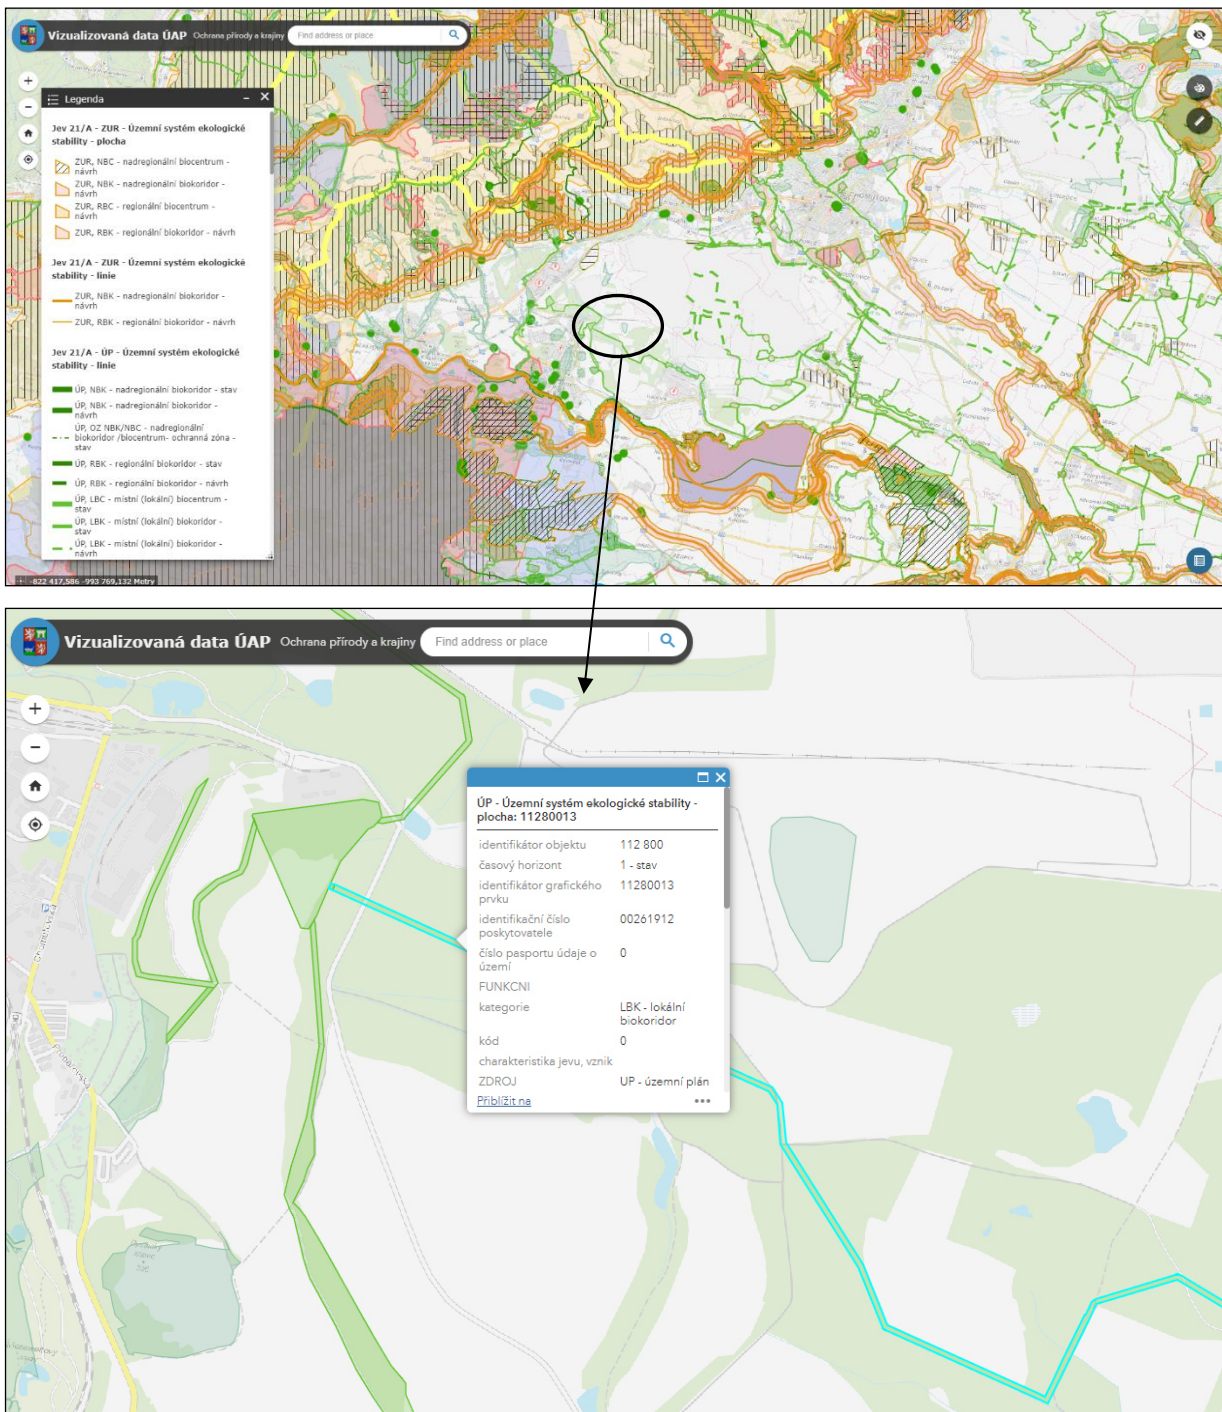 Vizualizovaná data ÚAP Ochrana přírody a krajiny Find address or place
Legenda
Jev 21/A - ZUR - Územní systém ekologické
stability - plocha
ZUR, NBC - nadregionální biocentrum -
návrh
ZUR, NBK - nadregionální biokoridor -
návrh
ZUR, RBC - regionální biocentrum -
návrh
ZUR, RBK - regionální biokoridor - návrh
Jev 21/A - ZUR - Územní systém ekologické
stability - linie
ZUR, NBK - nadregionální biokoridor -
návrh
ZUR, RBK - regionální biokoridor - návrh
Jev 21/A - ÚP - Územní systém ekologické
stability - linie
ÚP, NBK - nadregionální biokoridor - stav
ÚP, NBK - nadregionální biokoridor -
návrh
ÚP, OZ NBK/NBC - nadregionální
biokoridor /biocentrum- ochranná zóna -
stav
ÚP, RBK - regionální biokoridor - stav
ÚP, RBK - regionální biokoridor - návrh
ÚP, LBC - místní (lokální) biocentrum -
stav
ÚP, LBK - místní (lokální) biokoridor -
stav
ÚP, LBK - místní (lokální) biokoridor -
návrh
-822 417,586 -993 769,132 Metry
Vizualizovaná data ÚAP Ochrana přírody a krajiny Find address or place
ÚP - Územní systém ekologické stability -
plocha: 11280013
identifikátor objektu 112 800
časový horizont 1 - stav
identifikátor grafického 11280013
prvku
identifikační číslo 00261912
poskytovatele
číslo pasportu údaje o 0
území
FUNKCNI
kategorie LBK - lokální
biokoridor
kód 0
charakteristika jevu, vznik
ZDROJ UP - územní plán
Přiblížit na